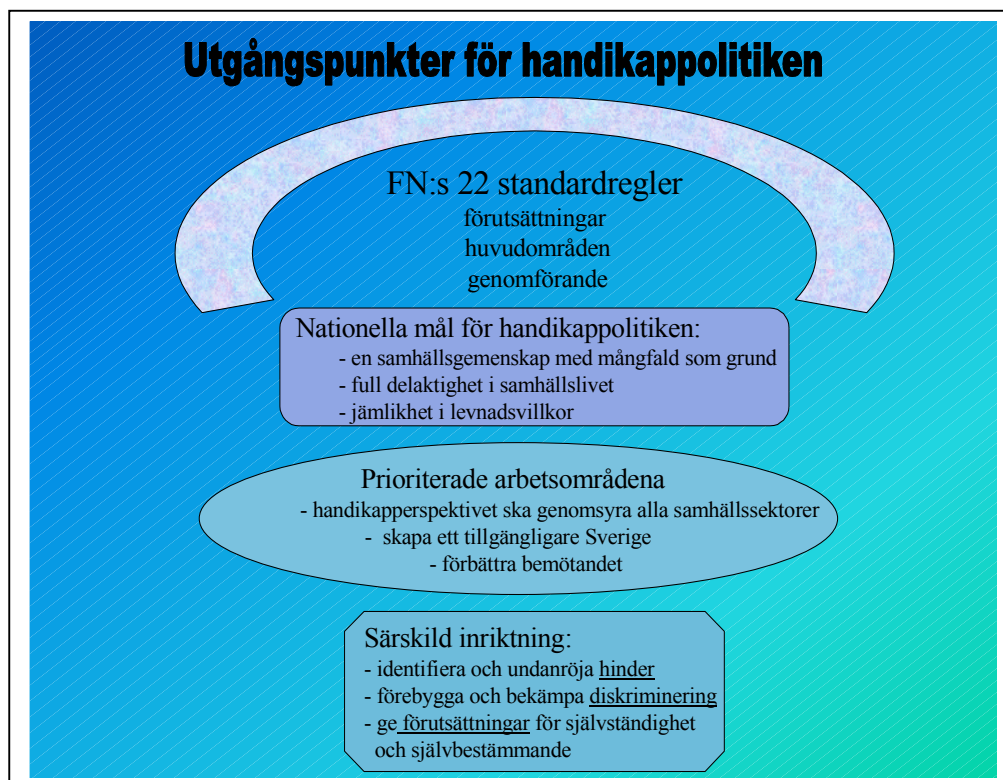 Utgångspunkter för handikappolitiken
FN:s 22 standardregler
förutsättningar
huvudområden
genomförande
Nationella mål för handikappolitiken:
- en samhällsgemenskap med mångfald som grund
- full delaktighet i samhällslivet
- jämlikhet i levnadsvillkor
Prioriterade arbetsområdena
- handikapperspektivet ska genomsyra alla samhällssektorer
- skapa ett tillgängligare Sverige
- förbättra bemötandet
Särskild inriktning:
- identifiera och undanröja hinder
- förebygga och bekämpa diskriminering
- ge förutsättningar för självständighet
och självbestämmande